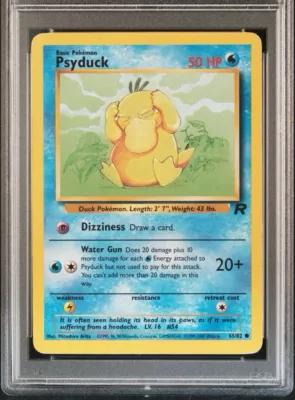 Basic Pokémon
Psyduck 50 HP
Duck Pokémon. Length: 2' 7", Weight: 43 lbs.
R
Dizziness Draw a card.
Water Gun Does 20 damage plus 10
more damage for each Energy attached to
Psyduck but not used to pay for this attack.
You can't add more than 20 damage in this
way.
20+
weakness resistance retreat cost
It is often seen holding its head in its paws, as if it were
suffering from a headache. LV. 16 #54
Illus. Mitsuhiro Arita
65/82